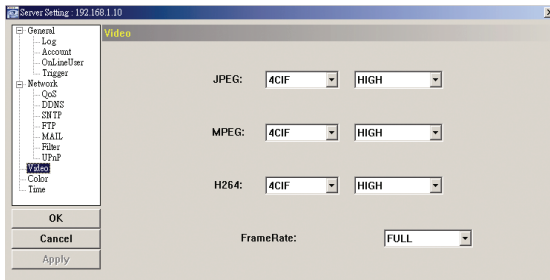 Server Setting : 192.168.1.10
General
Log
Account
OnLineUser
Trigger
Network
QoS
DDNS
SNTP
FTP
MAIL
Filter
UPnP
Video
Color
Time
OK
Cancel
Apply
Video
JPEG: 4CIF HIGH
MPEG: 4CIF HIGH
H264: 4CIF HIGH
FrameRate: FULL